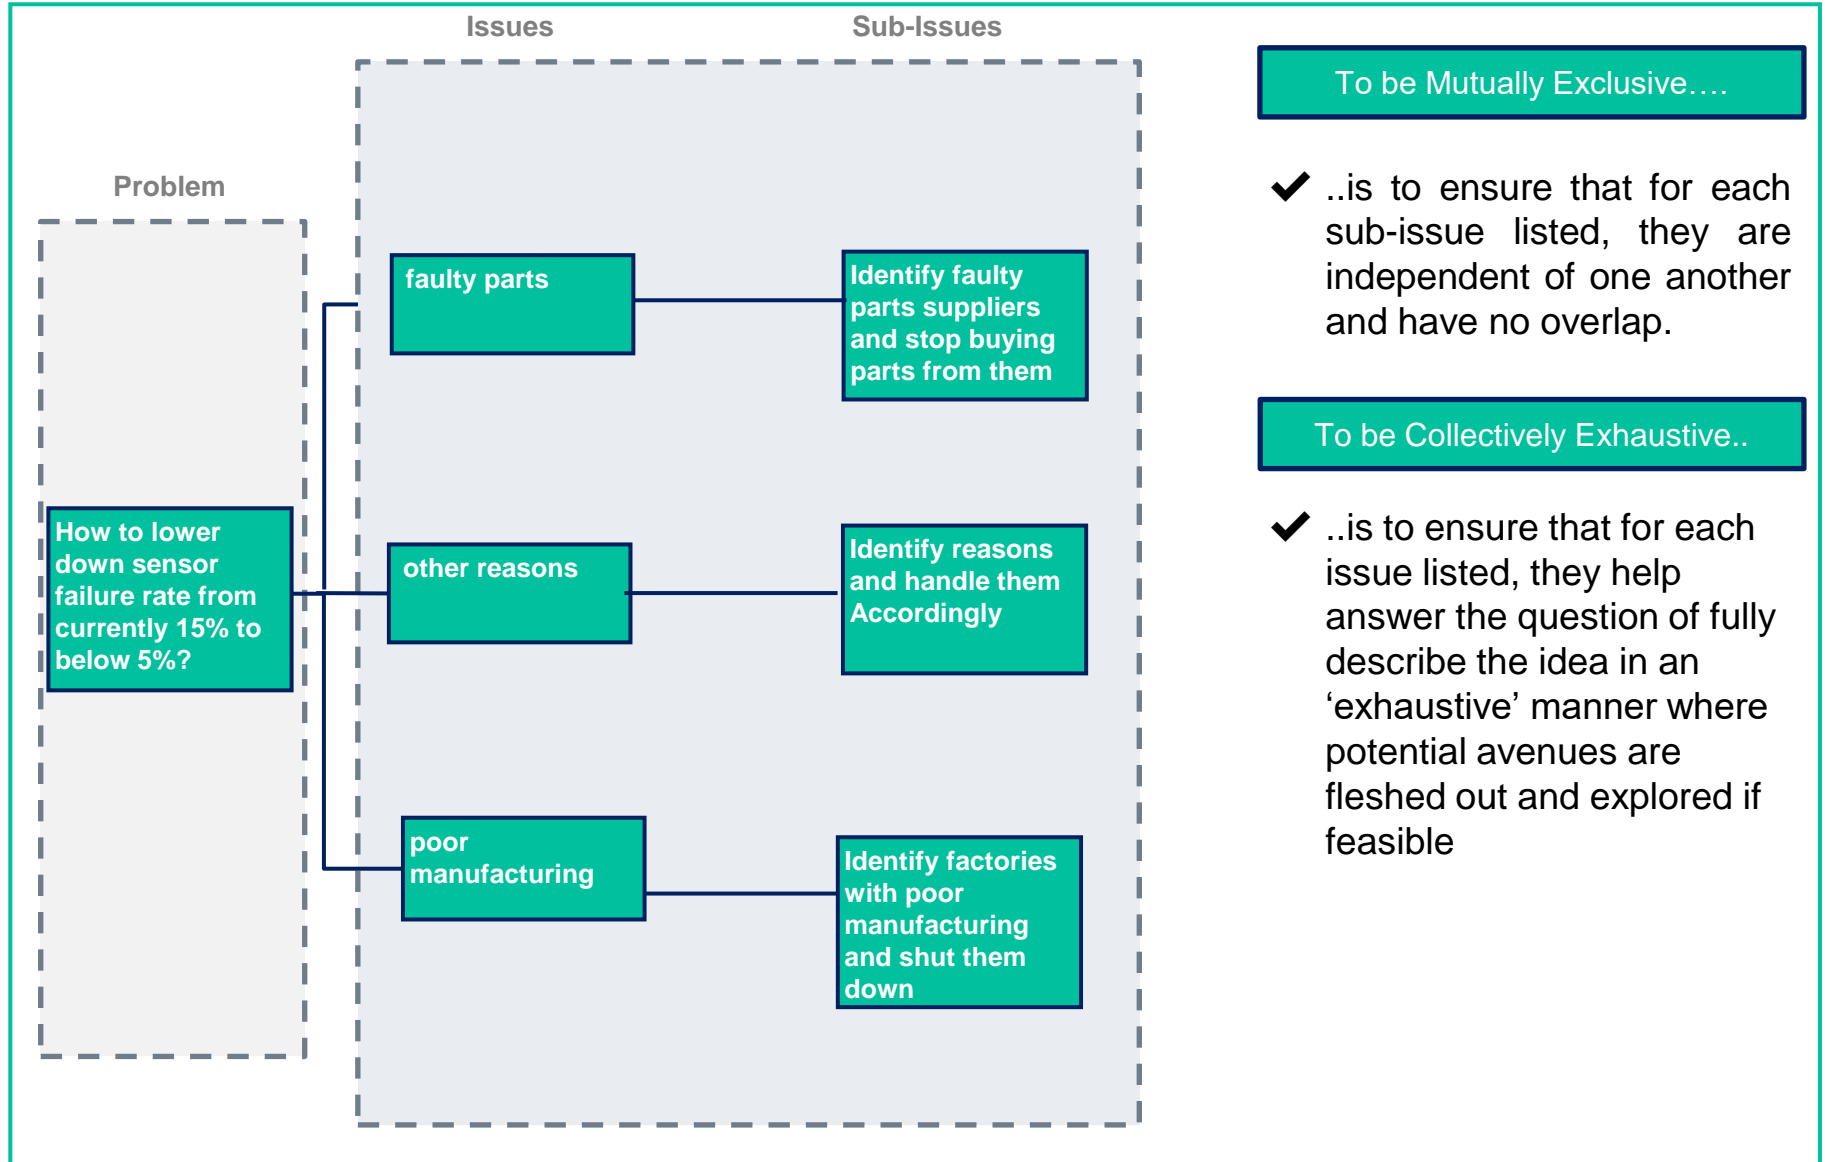 Issues
Sub-Issues
Problem
How to lower
down sensor
failure rate from
currently 15% to
below 5%?
faulty parts
Identify faulty
parts suppliers
and stop buying
parts from them
other reasons
Identify reasons
and handle them
Accordingly
poor
manufacturing
Identify factories
with poor
manufacturing
and shut them
down
To be Mutually Exclusive….
✔ ..is to ensure that for each
sub-issue listed, they are
independent of one another
and have no overlap.
To be Collectively Exhaustive..
✔ ..is to ensure that for each
issue listed, they help
answer the question of fully
describe the idea in an
‘exhaustive’ manner where
potential avenues are
fleshed out and explored if
feasible